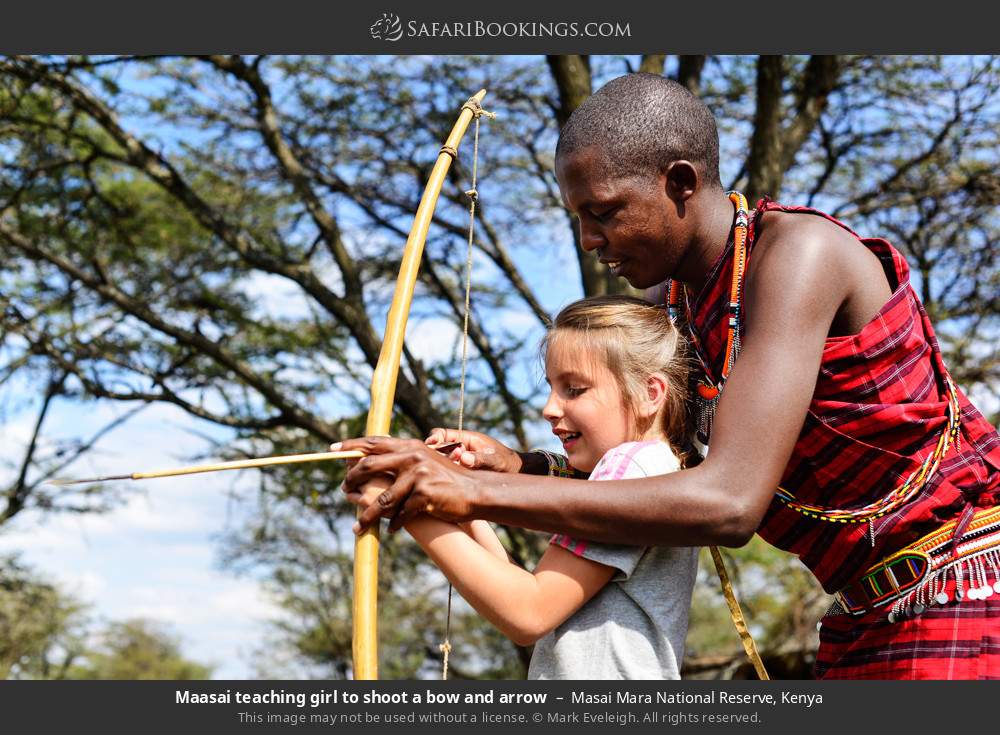 SAFARIBOOKINGS.COM
Maasai teaching girl to shoot a bow and arrow – Masai Mara National Reserve, Kenya
This image may not be used without a license. © Mark Eveleigh. All rights reserved.